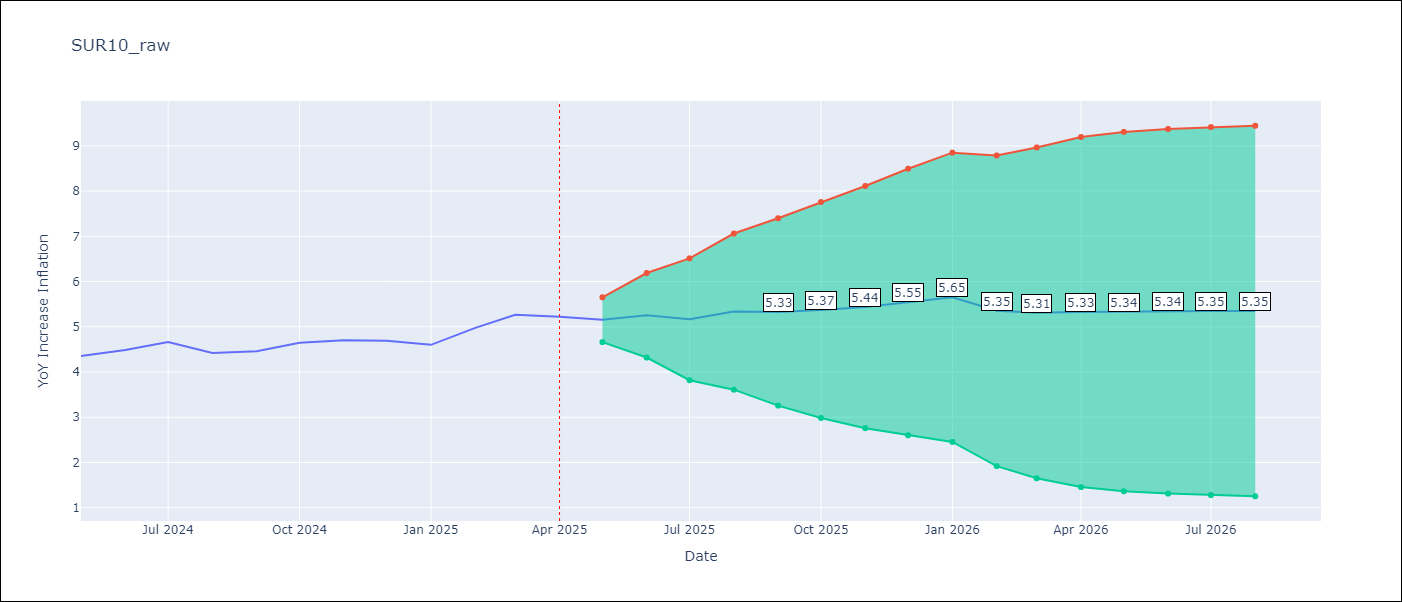 SUR10_raw
YoY Increase Inflation
9
8
7
6
5
4
3
2
1
5.33
5.37
5.44
5.55
5.65
5.35
5.31
5.33
5.34
5.34
5.35
5.35
Jul 2024
Oct 2024
Jan 2025
Apr 2025
Jul 2025
Oct 2025
Jan 2026
Apr 2026
Jul 2026
Date